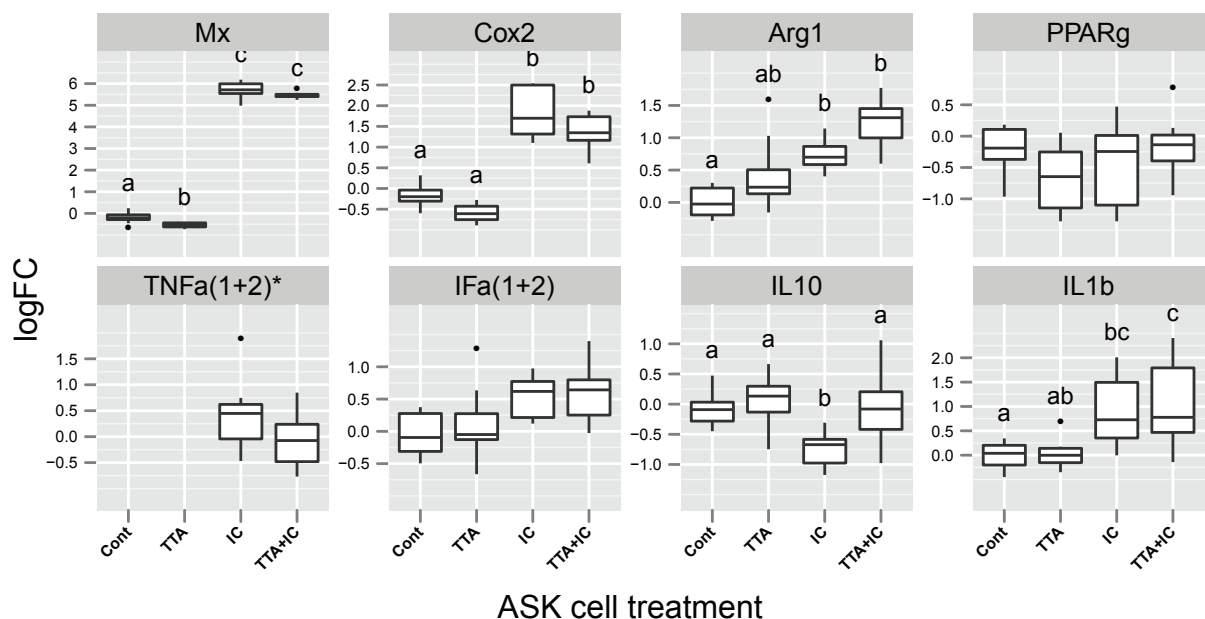 Mx
Cox2
Arg1
PPARg
c
c
a
b
6
5
4
3
2
1
0
b
b
a
a
2.5
2.0
1.5
1.0
0.5
0.0
−0.5
ab
b
b
a
1.5
1.0
0.5
0.0
0.5
0.0
−0.5
−1.0
logFC
TNFa(1+2)*
IFa(1+2)
IL10
IL1b
1.5
1.0
0.5
0.0
−0.5
1.0
0.5
0.0
−0.5
a
a
b
a
1.0
0.5
0.0
−0.5
−1.0
a
ab
bc
c
2.0
1.5
1.0
0.5
0.0
Cont TTA IC TTA+IC
Cont TTA IC TTA+IC
Cont TTA IC TTA+IC
Cont TTA IC TTA+IC
ASK cell treatment